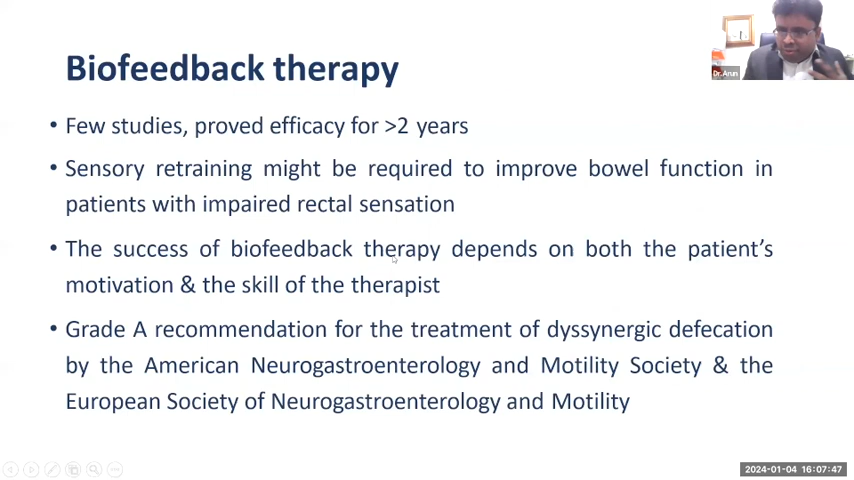 Dr.Arun
Biofeedback therapy
• Few studies, proved efficacy for >2 years
• Sensory retraining might be required to improve bowel function in
patients with impaired rectal sensation
• The success of biofeedback therapy depends on both the patient’s
motivation & the skill of the therapist
• Grade A recommendation for the treatment of dyssynergic defecation
by the American Neurogastroenterology and Motility Society & the
European Society of Neurogastroenterology and Motility
2024-01-04 16:07:47